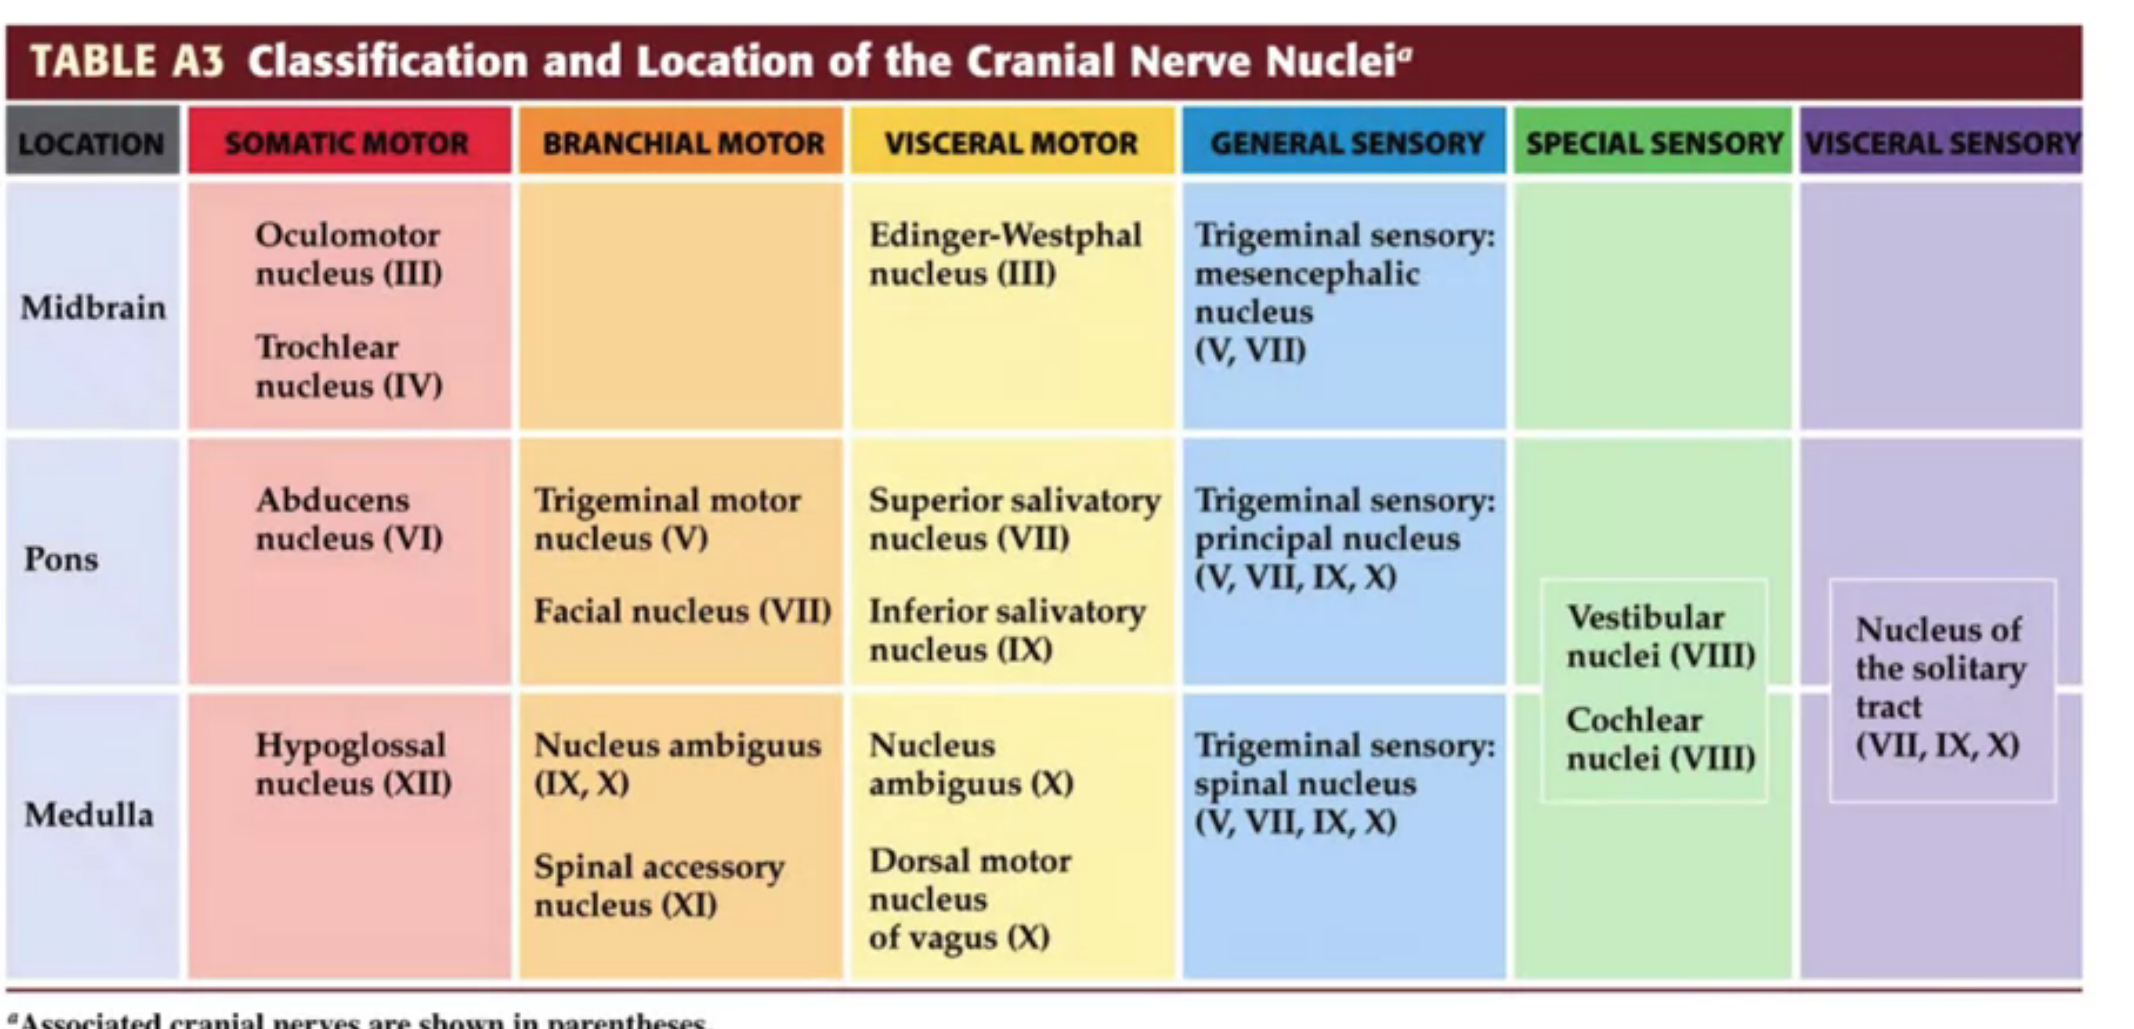 TABLE A3 Classification and Location of the Cranial Nerve Nucleiᵃ
LOCATION
SOMATIC MOTOR
BRANCHIAL MOTOR
VISCERAL MOTOR
GENERAL SENSORY
SPECIAL SENSORY
VISCERAL SENSORY
Midbrain
Oculomotor
nucleus (III)
Trochlear
nucleus (IV)
Edinger-Westphal
nucleus (III)
Trigeminal sensory:
mesencephalic
nucleus
(V, VII)
Pons
Abducens
nucleus (VI)
Trigeminal motor
nucleus (V)
Facial nucleus (VII)
Superior salivatory
nucleus (VII)
Inferior salivatory
nucleus (IX)
Trigeminal sensory:
principal nucleus
(V, VII, IX, X)
Vestibular
nuclei (VIII)
Cochlear
nuclei (VIII)
Nucleus of
the solitary
tract
(VII, IX, X)
Medulla
Hypoglossal
nucleus (XII)
Nucleus ambiguus
(IX, X)
Spinal accessory
nucleus (XI)
Nucleus
ambiguus (X)
Dorsal motor
nucleus
of vagus (X)
Trigeminal sensory:
spinal nucleus
(V, VII, IX, X)
ᵃAssociated cranial nerves are shown in parentheses.